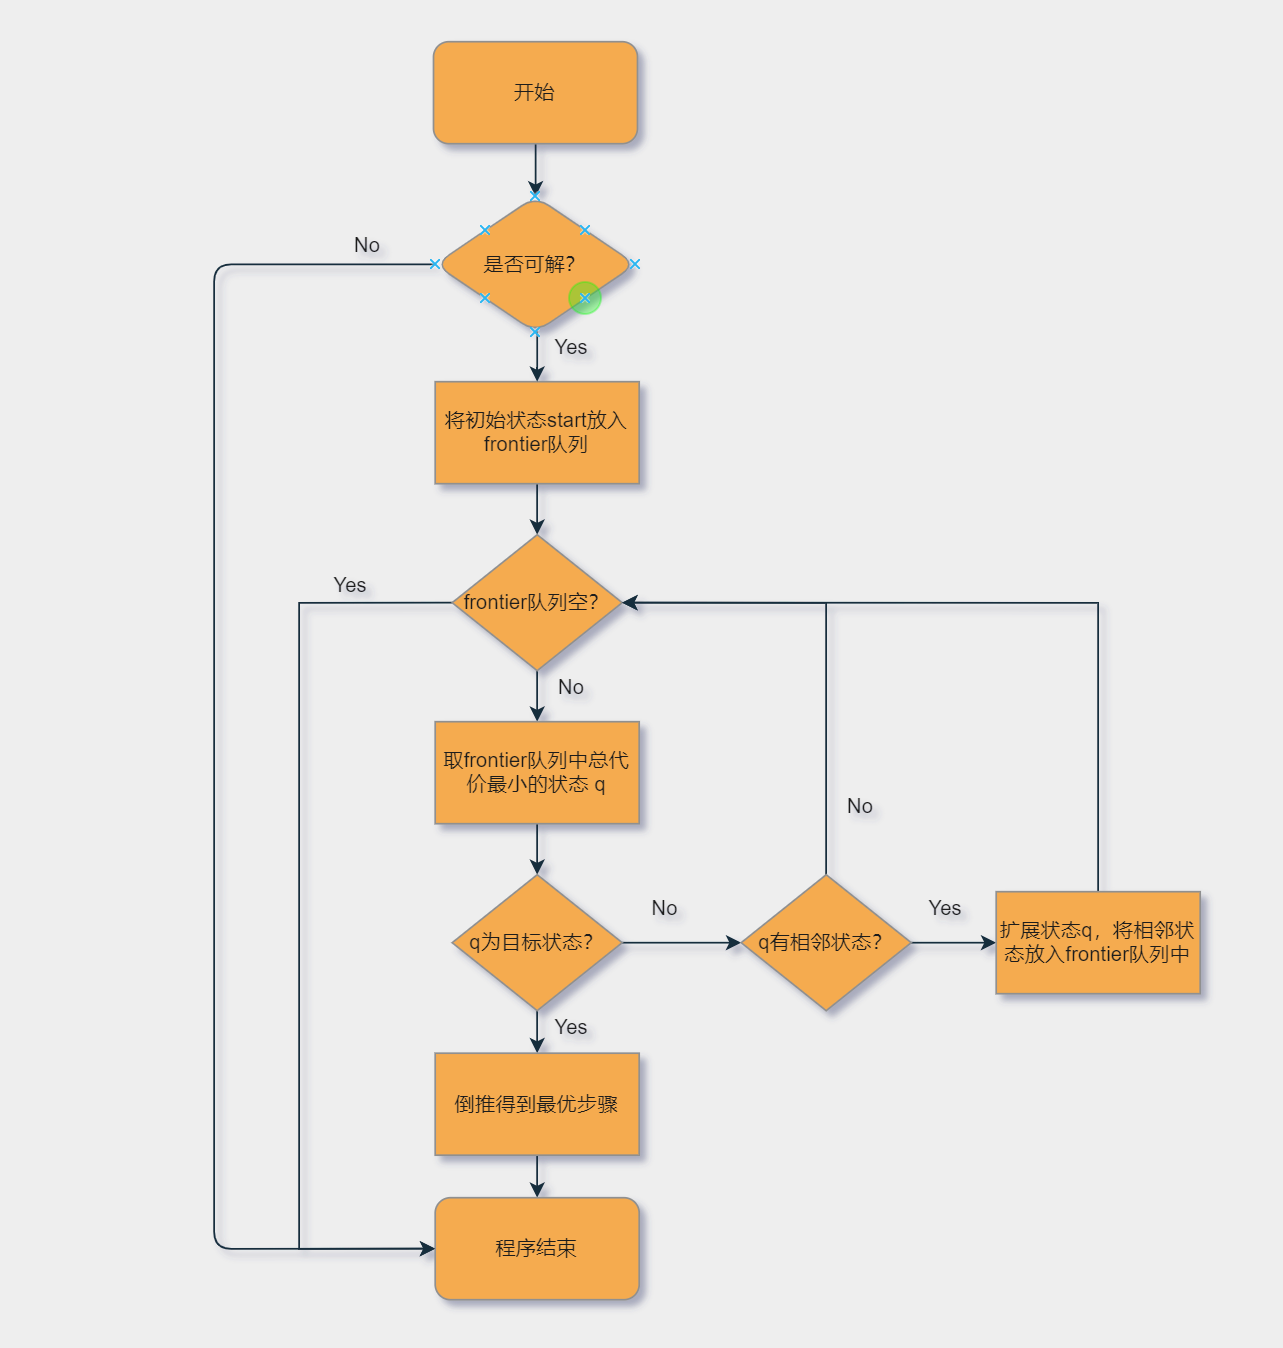 开始
No
是否可解？
Yes
将初始状态start放入
frontier队列
Yes
frontier队列空？
No
取frontier队列中总代
价最小的状态 q
No
q为目标状态？
No
q有相邻状态？
Yes
扩展状态q，将相邻状
态放入frontier队列中
Yes
倒推得到最优步骤
程序结束